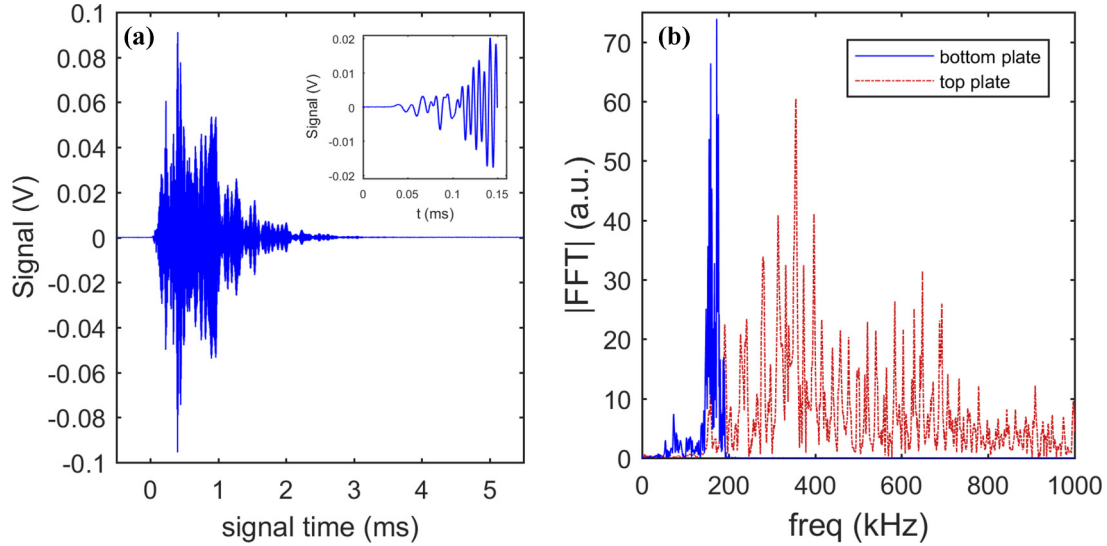 (a)
0.1
0.08
0.06
0.04
0.02
0
-0.02
-0.04
-0.06
-0.08
-0.1
Signal (V)
0 1 2 3 4 5
signal time (ms)
0.02
0.01
0
-0.01
-0.02
Signal (V)
0 0.05 0.1 0.15
t (ms)
(b)
bottom plate
top plate
70
60
50
40
30
20
10
0
|FFT| (a.u.)
0 200 400 600 800 1000
freq (kHz)